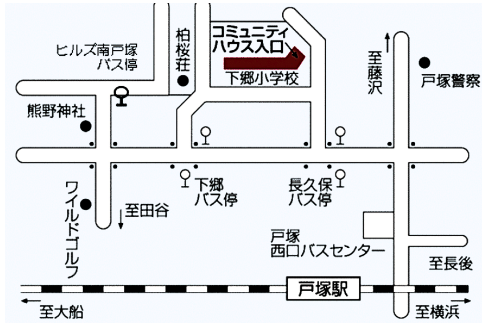 ヒルズ南戸塚
バス停
柏桜荘
コミュニティ
ハウス入口
下郷小学校
至藤沢
戸塚警察
熊野神社
ワイルドゴルフ
至田谷
下郷
バス停
長久保
バス停
戸塚
西口バスセンター
至長後
戸塚駅
至大船
至横浜